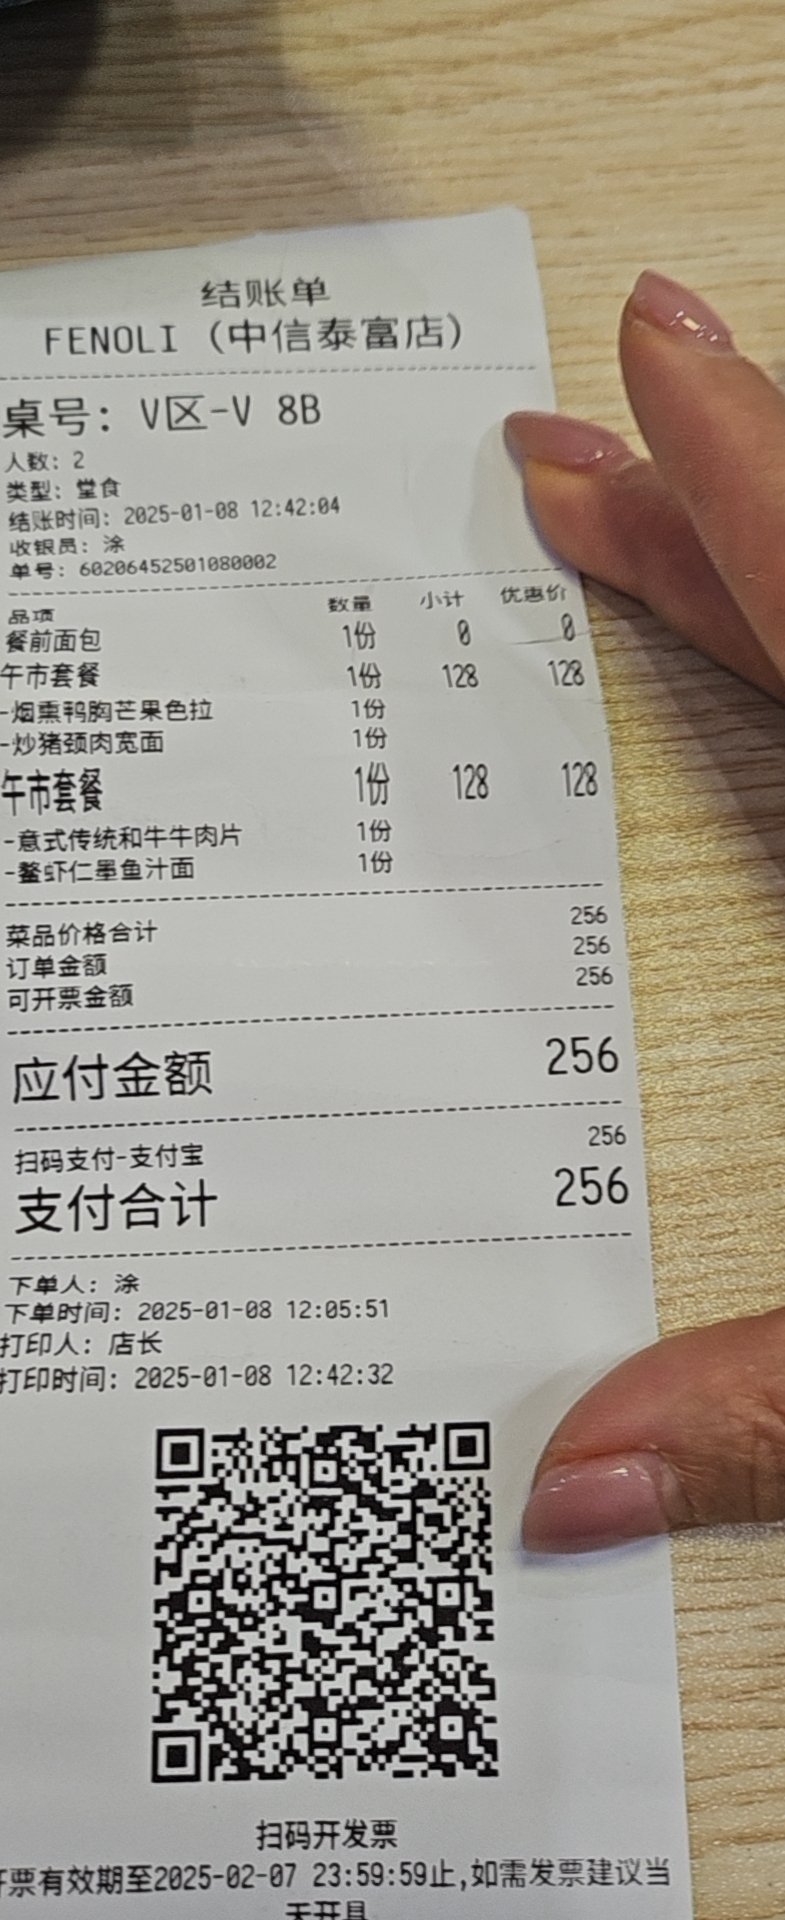 结账单
FENOLI (中信泰富店)
桌号: V区-V 8B
人数: 2
类型: 堂食
结账时间: 2025-01-08 12:42:04
收银员: 涂
单号: 60206452501080002
品项 数量 小计 优惠价
餐前面包 1份 0 0
午市套餐 1份 128 128
-烟熏鸭胸芒果色拉 1份
-炒猪颈肉宽面 1份
午市套餐 1份 128 128
-意式传统和牛牛肉片 1份
-鳌虾仁墨鱼汁面 1份
菜品价格合计 256
订单金额 256
可开票金额 256
应付金额 256
扫码支付-支付宝 256
支付合计 256
下单人: 涂
下单时间: 2025-01-08 12:05:51
打印人: 店长
打印时间: 2025-01-08 12:42:32
扫码开发票
开票有效期至2025-02-07 23:59:59止,如需发票建议当
天开具